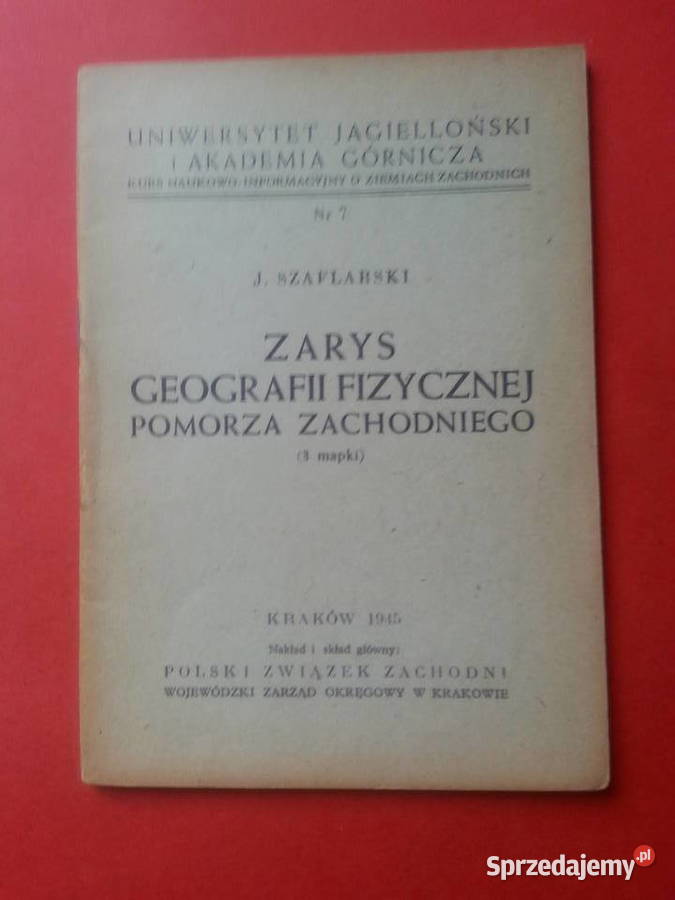 UNIWERSYTET JAGIELLOŃSKI
I AKADEMIA GÓRNICZA
KURS NAUKOWO-INFORMACYJNY O ZIEMIACH ZACHODNICH
Nr 7
J. SZAFLARSKI
ZARYS
GEOGRAFII FIZYCZNEJ
POMORZA ZACHODNIEGO
(3 mapki)
KRAKÓW 1945
Nakład i skład główny:
POLSKI ZWIĄZEK ZACHODNI
WOJEWÓDZKI ZARZĄD OKRĘGOWY W KRAKOWIE
Sprzedajemy.pl